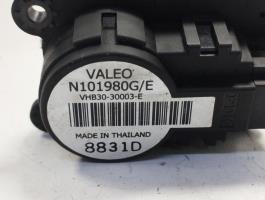 VALEO
N101980G/E
VHB30-30003-E
MADE IN THAILAND
8831D